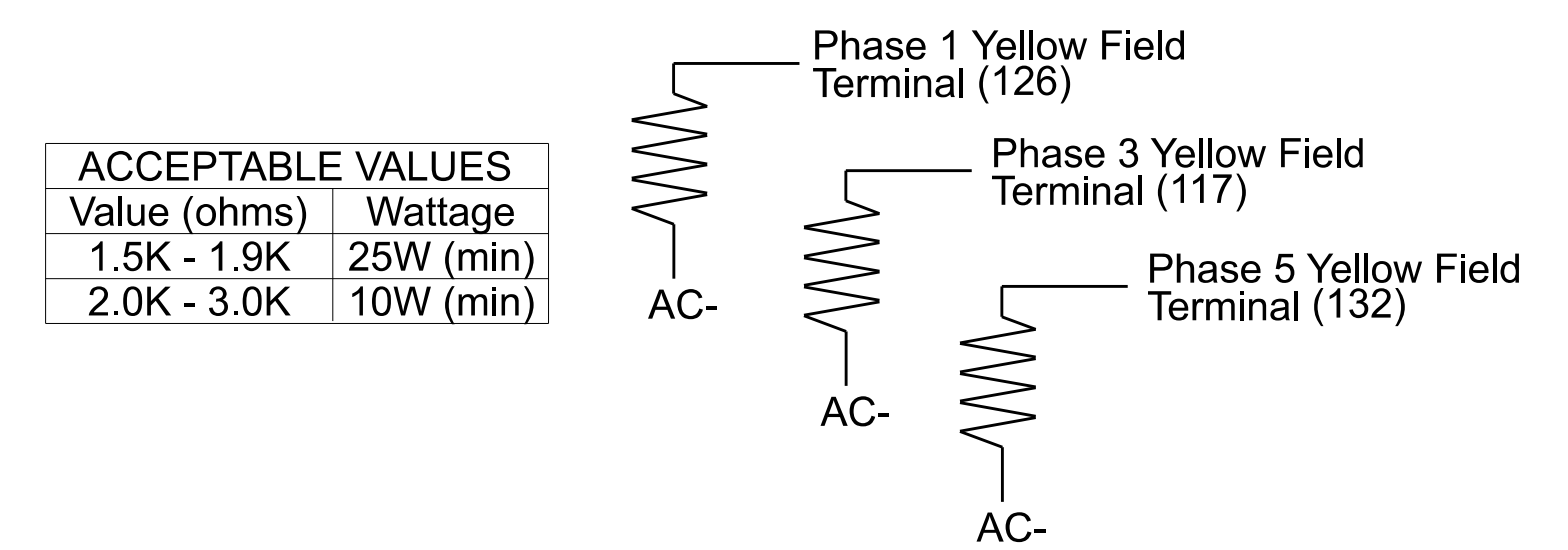 ACCEPTABLE VALUES
Value (ohms) Wattage
1.5K - 1.9K 25W (min)
2.0K - 3.0K 10W (min)
Phase 1 Yellow Field
Terminal (126)
AC-
Phase 3 Yellow Field
Terminal (117)
AC-
Phase 5 Yellow Field
Terminal (132)
AC-